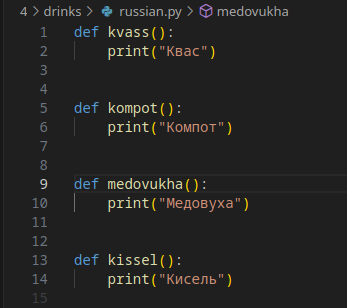 4 > drinks > russian.py > medovukha
1 def kvass():
2     print("Квас")
3
4
5 def kompot():
6     print("Компот")
7
8
9 def medovukha():
10     print("Медовуха")
11
12
13 def kissel():
14     print("Кисель")
15